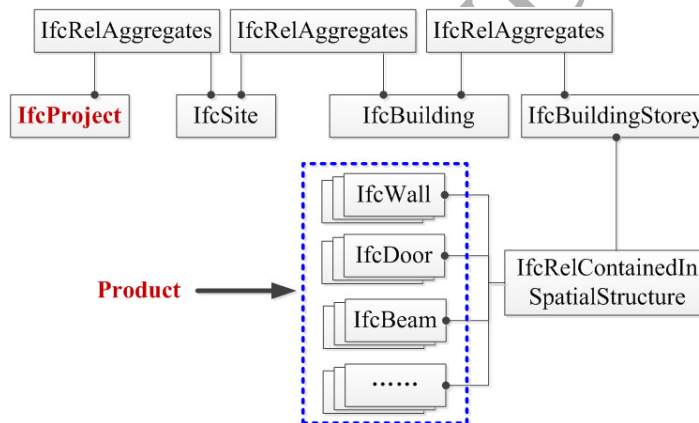 IfcRelAggregates IfcRelAggregates IfcRelAggregates
IfcProject IfcSite IfcBuilding IfcBuildingStorey
IfcWall
IfcDoor
IfcRelContainedIn
SpatialStructure
Product
IfcBeam
......